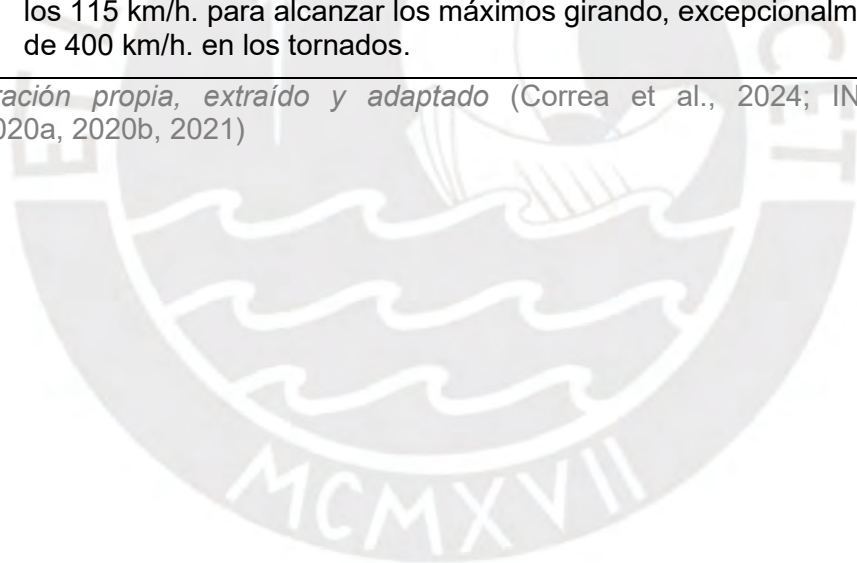 los 115 km/h. para alcanzar los máximos girando, excepcionalm
de 400 km/h. en los tornados.
ración propia, extraído y adaptado (Correa et al., 2024; IN
020a, 2020b, 2021)
E
CET
MCMXVII